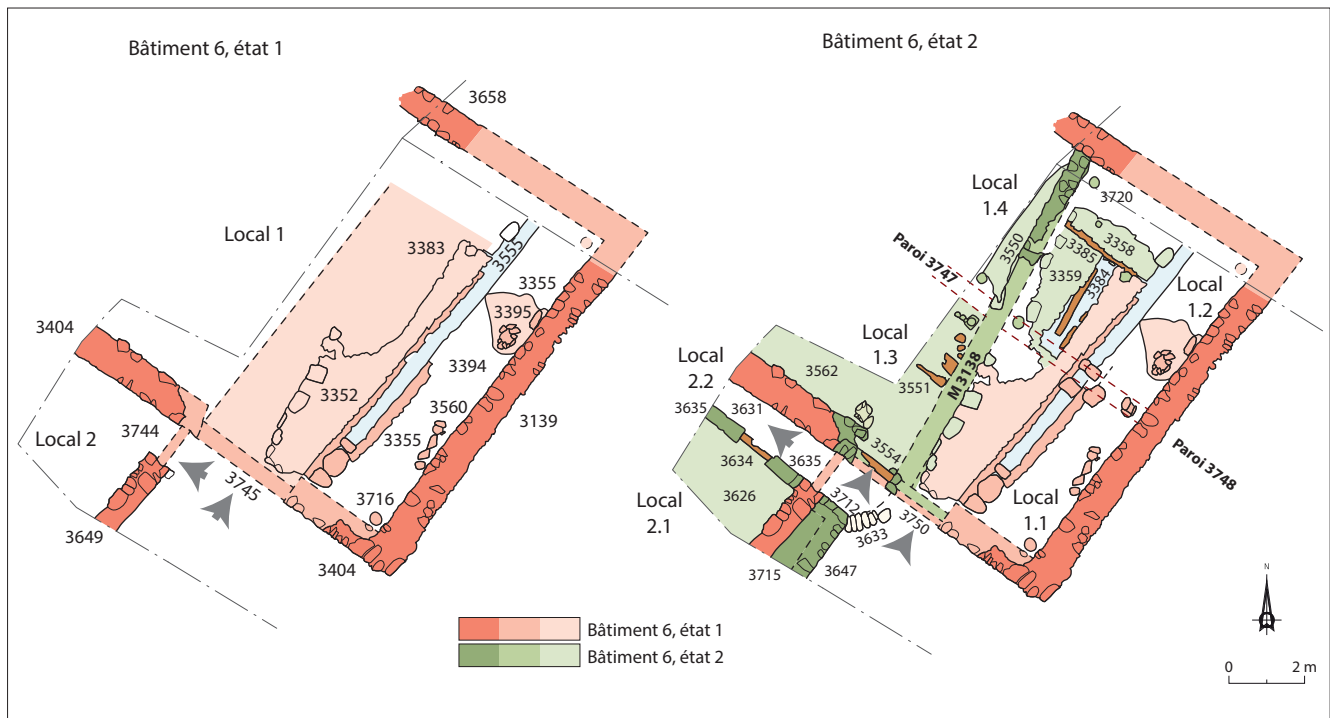 Bâtiment 6, état 1
3658
Local 1
3383
3555
3355
3395
3404
3394
3352
3560
3139
Local 2
3744
3355
3745
3716
3649
3404
Bâtiment 6, état 2
Local
1.4
3720
Paroi 3747
3550
3385
3358
3359
3384
Local
1.2
Local
1.3
Local
2.2
3562
3551
M 3138
3635
3631
Paroi 3748
3634
3635
3554
3626
Local
2.1
3712
3750
Local
1.1
3633
3715
3647
Bâtiment 6, état 1
Bâtiment 6, état 2
N
0 2 m